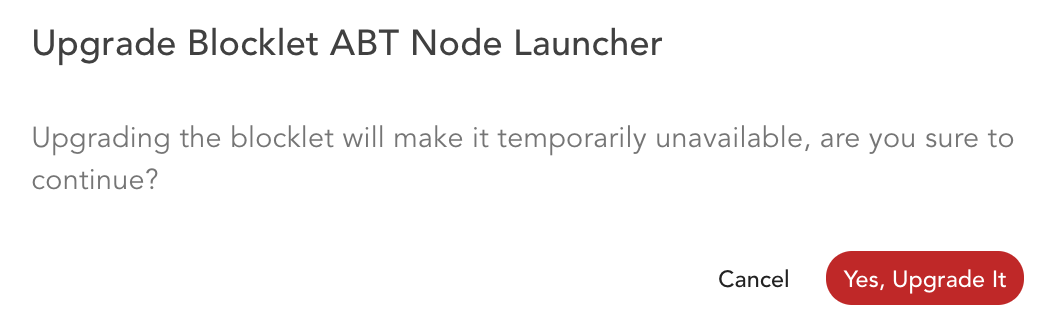 Upgrade Blocklet ABT Node Launcher
Upgrading the blocklet will make it temporarily unavailable, are you sure to
continue?
Cancel
Yes, Upgrade It